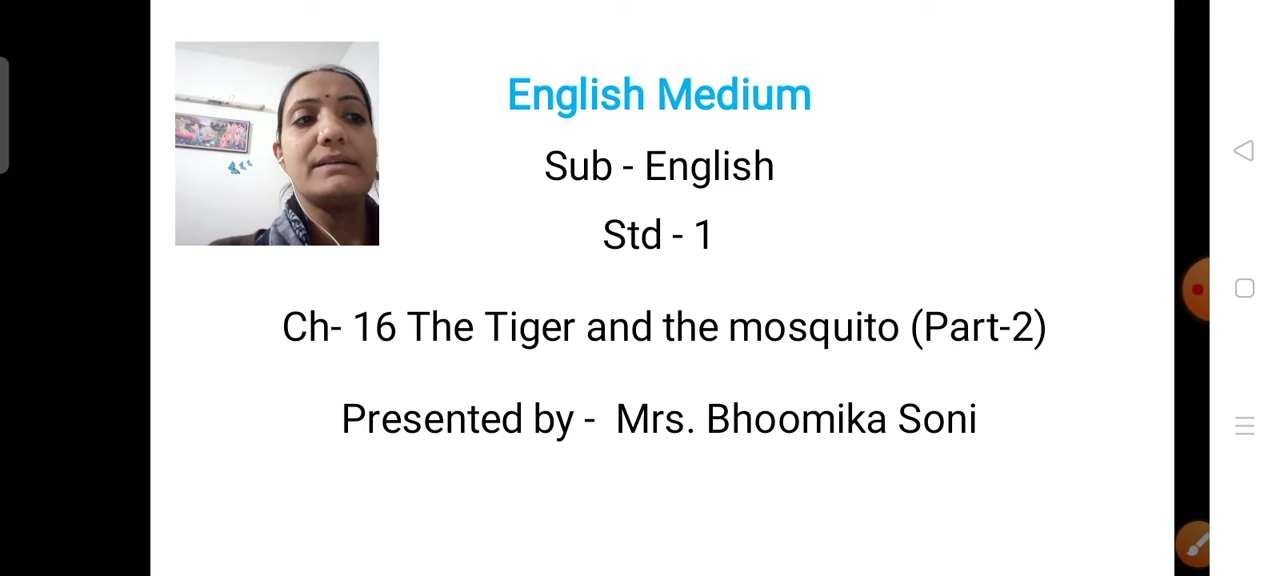 English Medium
Sub - English
Std - 1
Ch- 16 The Tiger and the mosquito (Part-2)
Presented by - Mrs. Bhoomika Soni